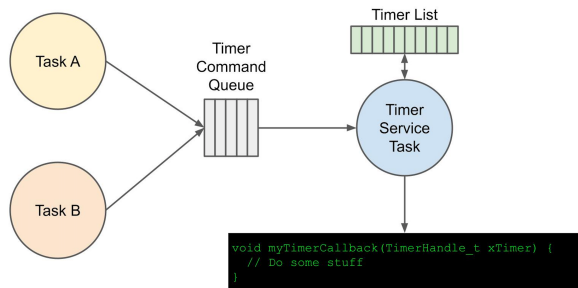 Timer List
Task A
Timer
Command
Queue
Timer
Service
Task
Task B
void myTimerCallback(TimerHandle_t xTimer) {
  // Do some stuff
}